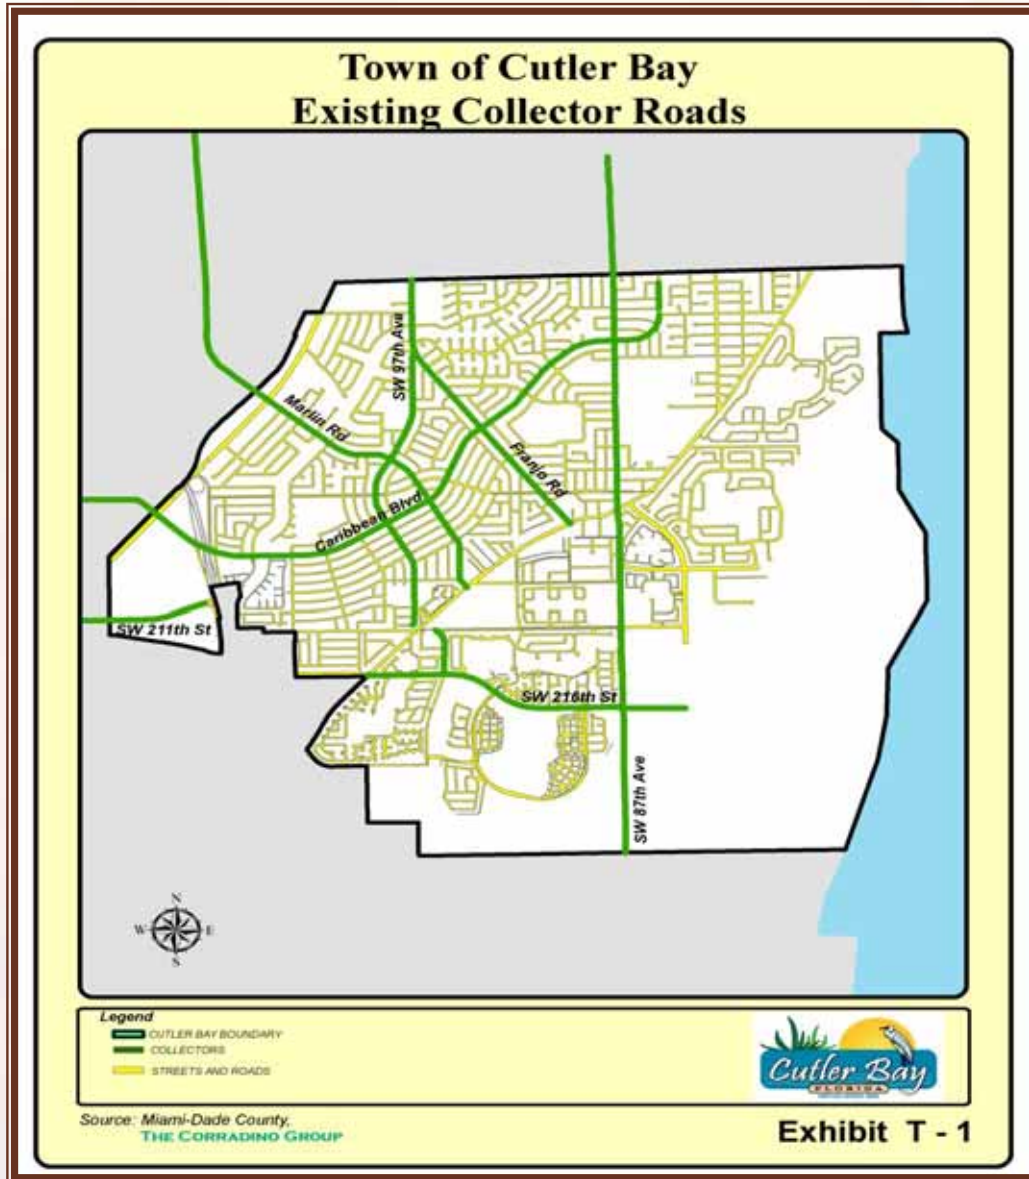 Town of Cutler Bay
Existing Collector Roads
SW 97th Ave
Marlin Rd
Franjo Rd
Caribbean Blvd
SW 211th St
SW 216th St
SW 87th Ave
N
W E
S
Legend
CUTLER BAY BOUNDARY
COLLECTORS
STREETS AND ROADS
Cutler Bay
FLORIDA
Source: Miami-Dade County,
THE CORRADINO GROUP
Exhibit T - 1